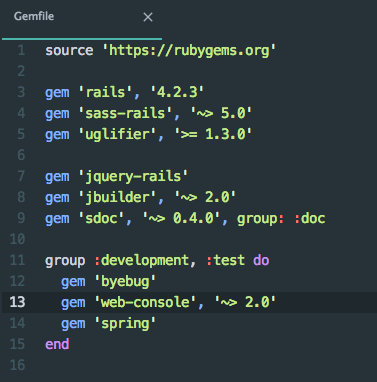 Gemfile ×
1 source 'https://rubygems.org'
2
3 gem 'rails', '4.2.3'
4 gem 'sass-rails', '~> 5.0'
5 gem 'uglifier', '>= 1.3.0'
6
7 gem 'jquery-rails'
8 gem 'jbuilder', '~> 2.0'
9 gem 'sdoc', '~> 0.4.0', group: :doc
10
11 group :development, :test do
12   gem 'byebug'
13   gem 'web-console', '~> 2.0'
14   gem 'spring'
15 end
16